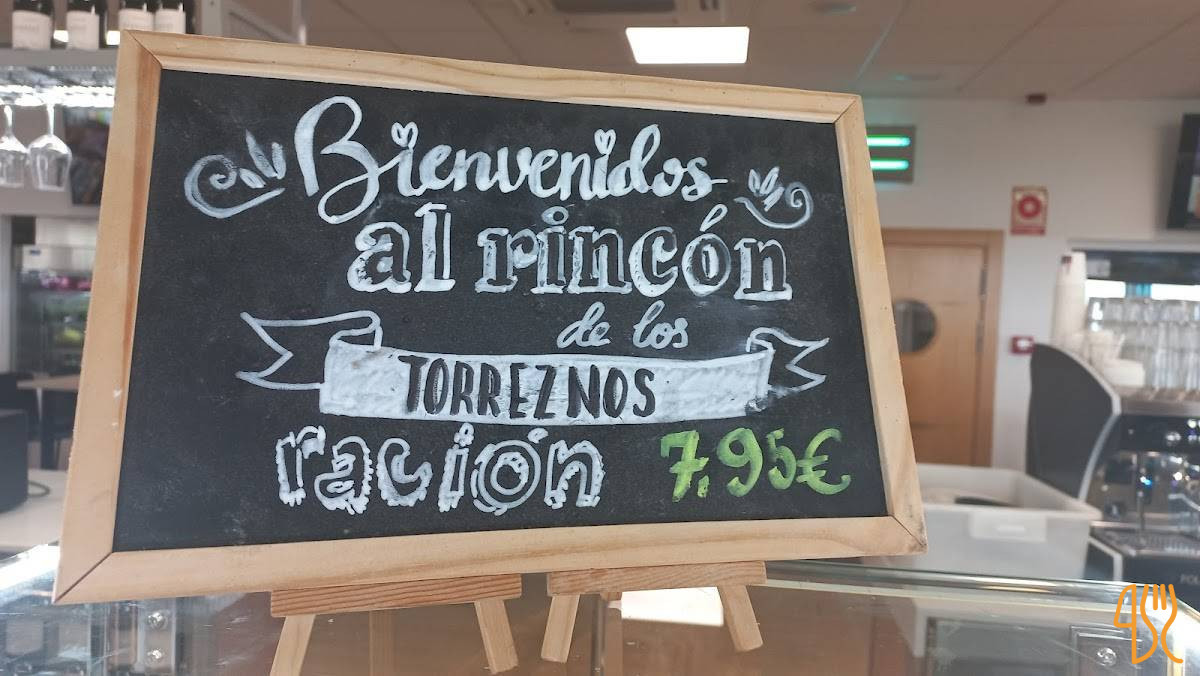 Bienvenidos
al rincón
de los
TORREZNOS
ración 7,95€